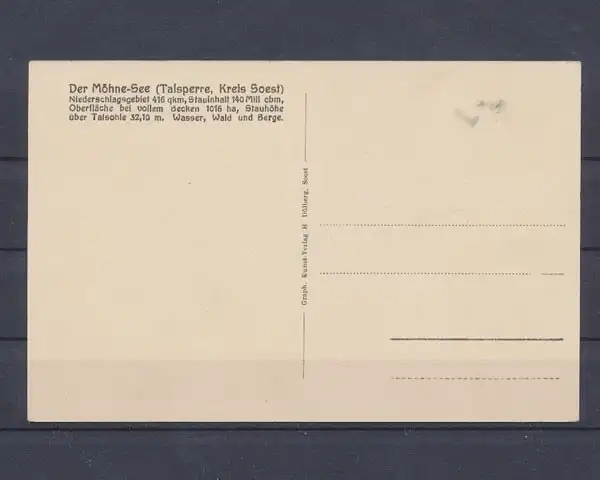 Der Möhne-See (Talsperre, Kreis Soest)
Niederschlagsgebiet 416 qkm, Stauinhalt 140 Mill cbm,
Oberfläche bei vollem Becken 1016 ha, Stauhöhe
über Talsohle 32,10 m. Wasser, Wald und Berge.
Graph. Kunst-Verlag H Dülberg, Soest